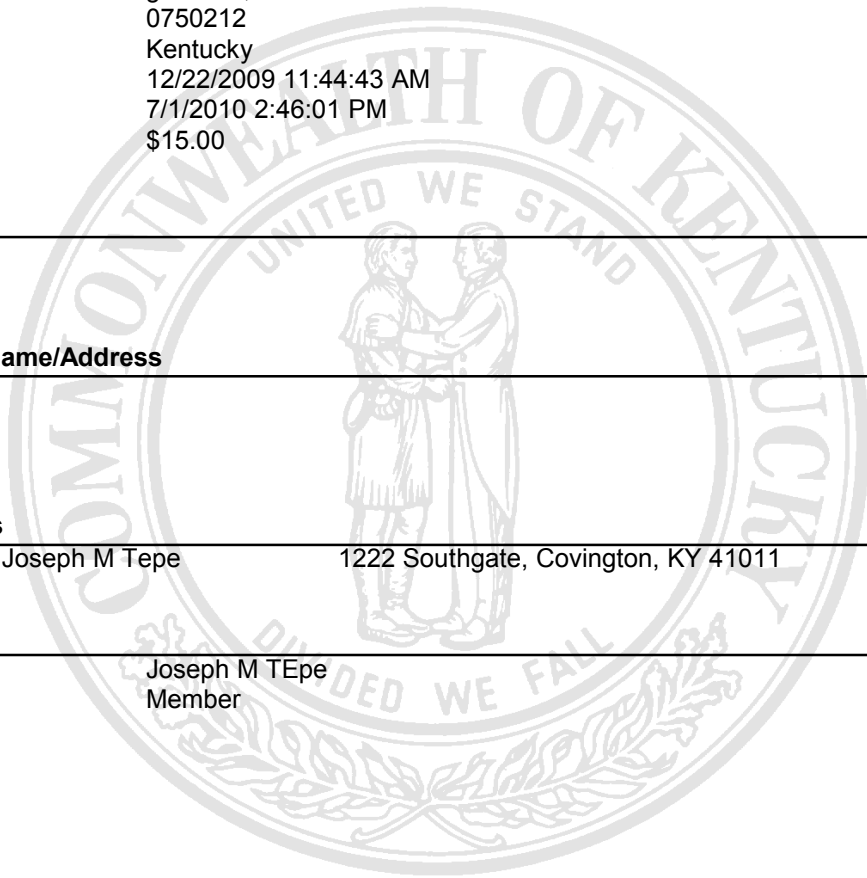 0750212
Kentucky
12/22/2009 11:44:43 AM
7/1/2010 2:46:01 PM
$15.00
COMMONWEALTH OF KENTUCKY
UNITED WE STAND
ame/Address
s
Joseph M Tepe 1222 Southgate, Covington, KY 41011
Joseph M TEpe
Member
DIVIDED WE FALL